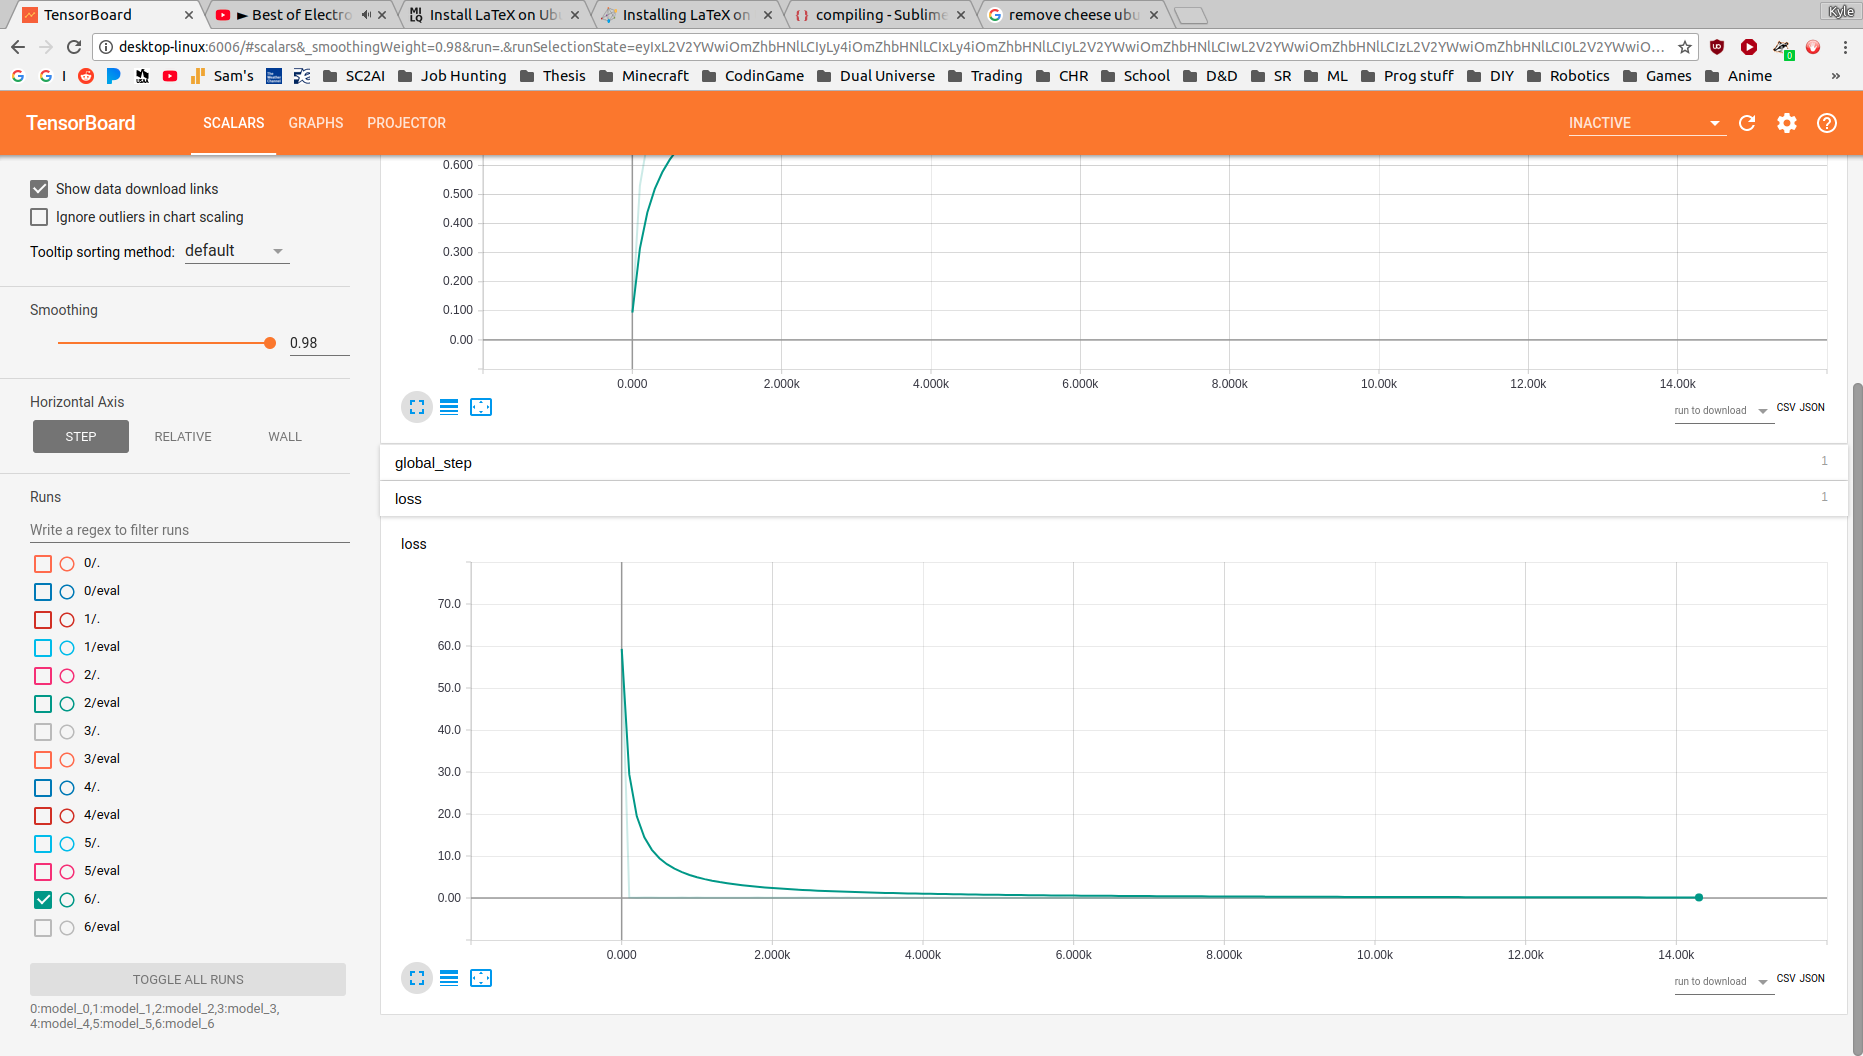 TensorBoard
► Best of Electro
Install LaTeX on Ub
Installing LaTeX on
compiling - Sublime
remove cheese ubu
Kyle
desktop-linux:6006/#scalars&_smoothingWeight=0.98&run=.&runSelectionState=eyIxL2V2YWwiOmZhbHNlLCIyLy4iOmZhbHNlLCIxLy4iOmZhbHNlLCIyL2V2YWwiOmZhbHNlLCIwL2V2YWwiOmZhbHNlLCIzL2V2YWwiOmZhbHNlLCI0L2V2YWwiO...
0
I
Sam's
SC2AI
Job Hunting
Thesis
Minecraft
CodinGame
Dual Universe
Trading
CHR
School
D&D
SR
ML
Prog stuff
DIY
Robotics
Games
Anime
»
TensorBoard
SCALARS
GRAPHS
PROJECTOR
INACTIVE
Show data download links
Ignore outliers in chart scaling
Tooltip sorting method: default
Smoothing
0.98
Horizontal Axis
STEP
RELATIVE
WALL
Runs
Write a regex to filter runs
0/.
0/eval
1/.
1/eval
2/.
2/eval
3/.
3/eval
4/.
4/eval
5/.
5/eval
6/.
6/eval
TOGGLE ALL RUNS
0:model_0,1:model_1,2:model_2,3:model_3,
4:model_4,5:model_5,6:model_6
0.600
0.500
0.400
0.300
0.200
0.100
0.00
0.000 2.000k 4.000k 6.000k 8.000k 10.00k 12.00k 14.00k
run to download
CSV JSON
global_step 1
loss 1
loss
70.0
60.0
50.0
40.0
30.0
20.0
10.0
0.00
0.000 2.000k 4.000k 6.000k 8.000k 10.00k 12.00k 14.00k
run to download
CSV JSON